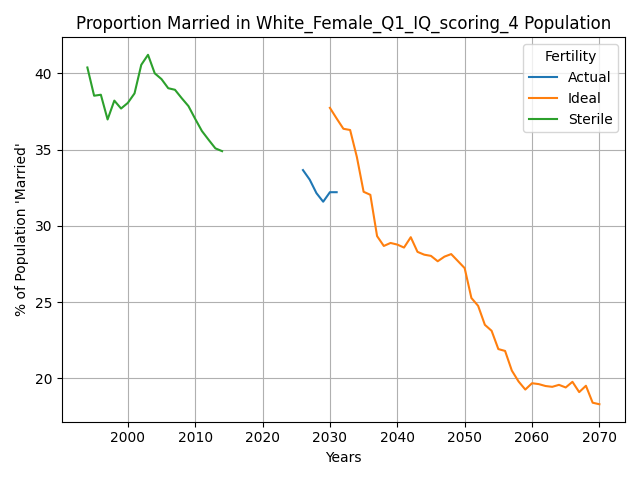 Proportion Married in White_Female_Q1_IQ_scoring_4 Population
% of Population 'Married'
40
35
30
25
20
Fertility
Actual
Ideal
Sterile
2000 2010 2020 2030 2040 2050 2060 2070
Years